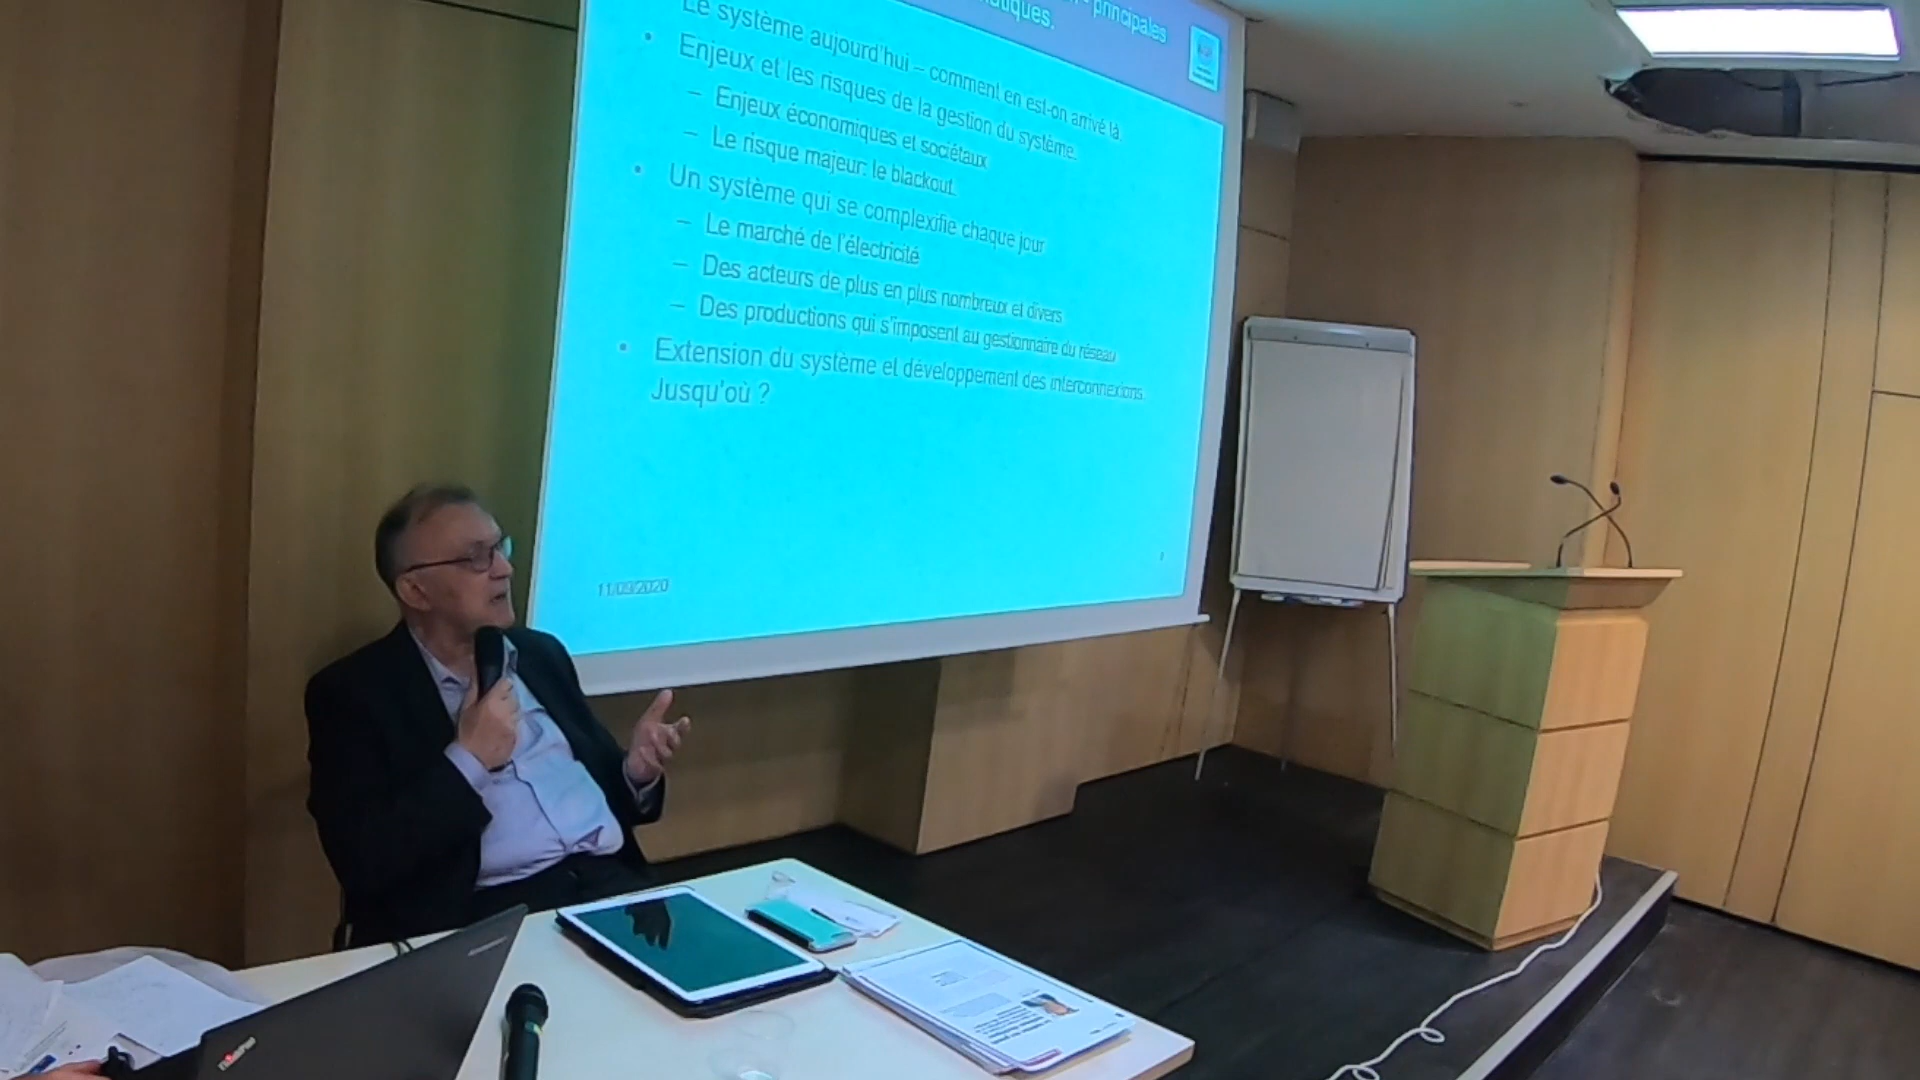 principales
Le système aujourd'hui – comment en est-on arrivé là.
• Enjeux et les risques de la gestion du système.
– Enjeux économiques et sociétaux
– Le risque majeur: le blackout.
• Un système qui se complexifie chaque jour
– Le marché de l'électricité
– Des acteurs de plus en plus nombreux et divers
– Des productions qui s'imposent au gestionnaire du réseau
• Extension du système et développement des interconnexions.
Jusqu'où ?
11/09/2020